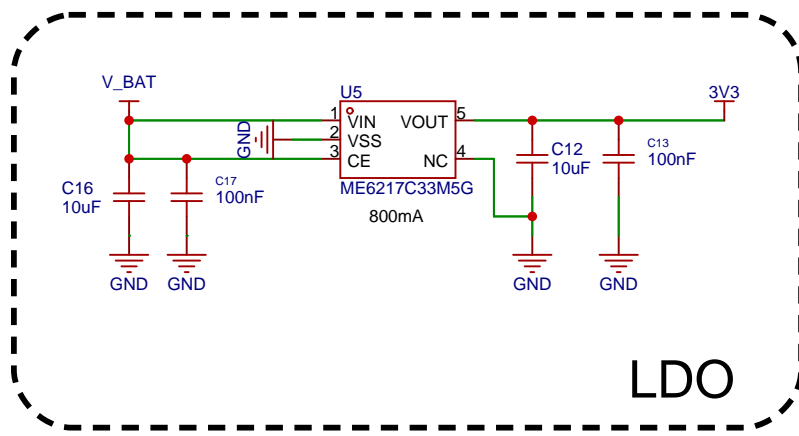 V_BAT
U5
3V3
1
VIN
VOUT
5
GND
2
VSS
3
CE
NC
4
C12
10uF
C13
100nF
C16
10uF
C17
100nF
ME6217C33M5G
800mA
GND
GND
GND
GND
LDO